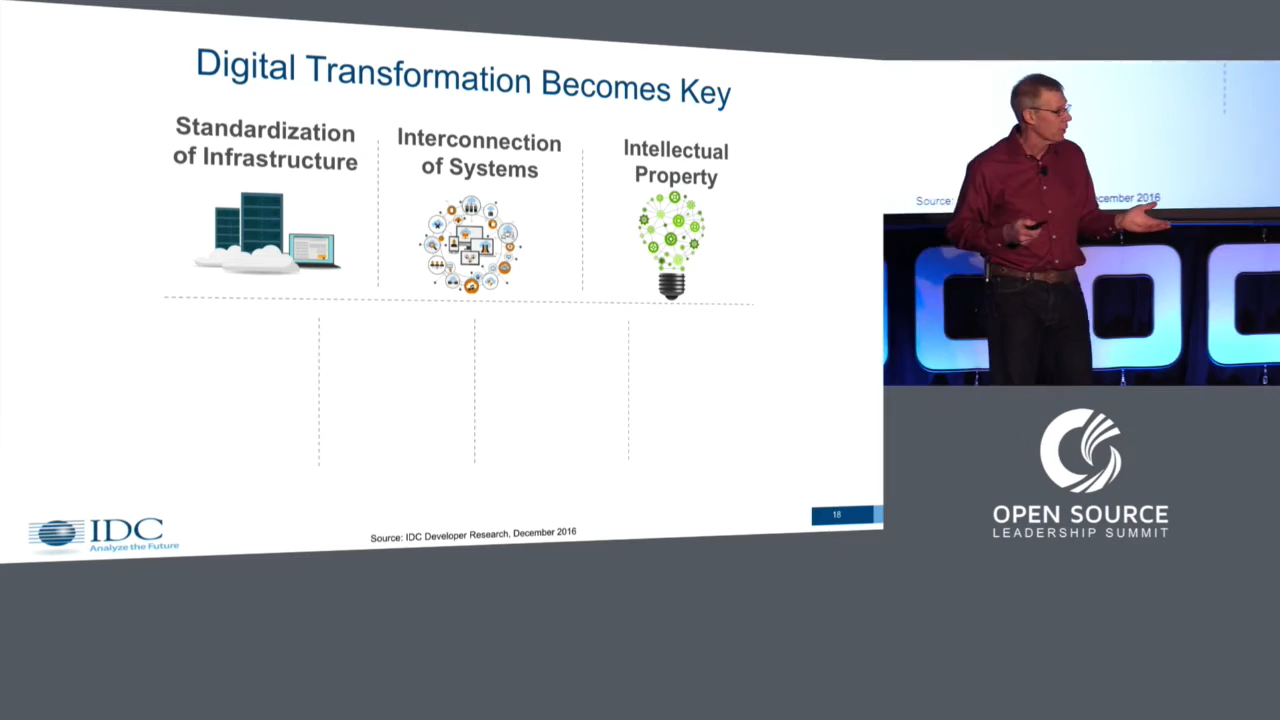 Digital Transformation Becomes Key
Standardization
of Infrastructure
Interconnection
of Systems
Intellectual
Property
IDC
Analyze the Future
Source: IDC Developer Research, December 2016
18
Source:
ecember 2016
OPEN SOURCE
LEADERSHIP SUMMIT